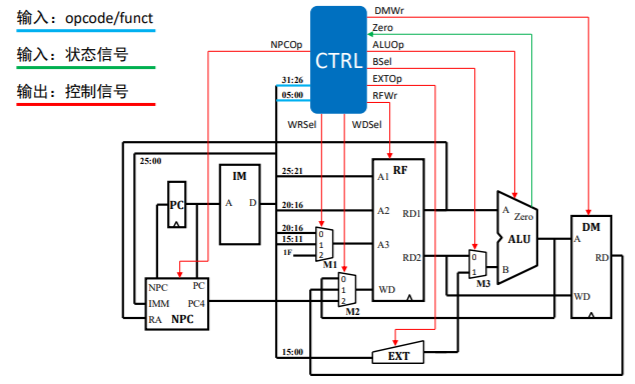 输入：opcode/funct
输入：状态信号
输出：控制信号
CTRL
NPCOp
31:26
05:00
DMWr
Zero
ALUOp
BSel
EXTOp
RFWr
WRSel
WDSel
25:00
PC
IM
A
D
25:21
20:16
20:16
15:11
1F
0
1
2
M1
RF
A1
A2
A3
WD
RD1
RD2
0
1
2
M2
0
1
M3
A
Zero
ALU
B
DM
A
RD
WD
NPC
PC
IMM
PC4
RA
NPC
15:00
EXT